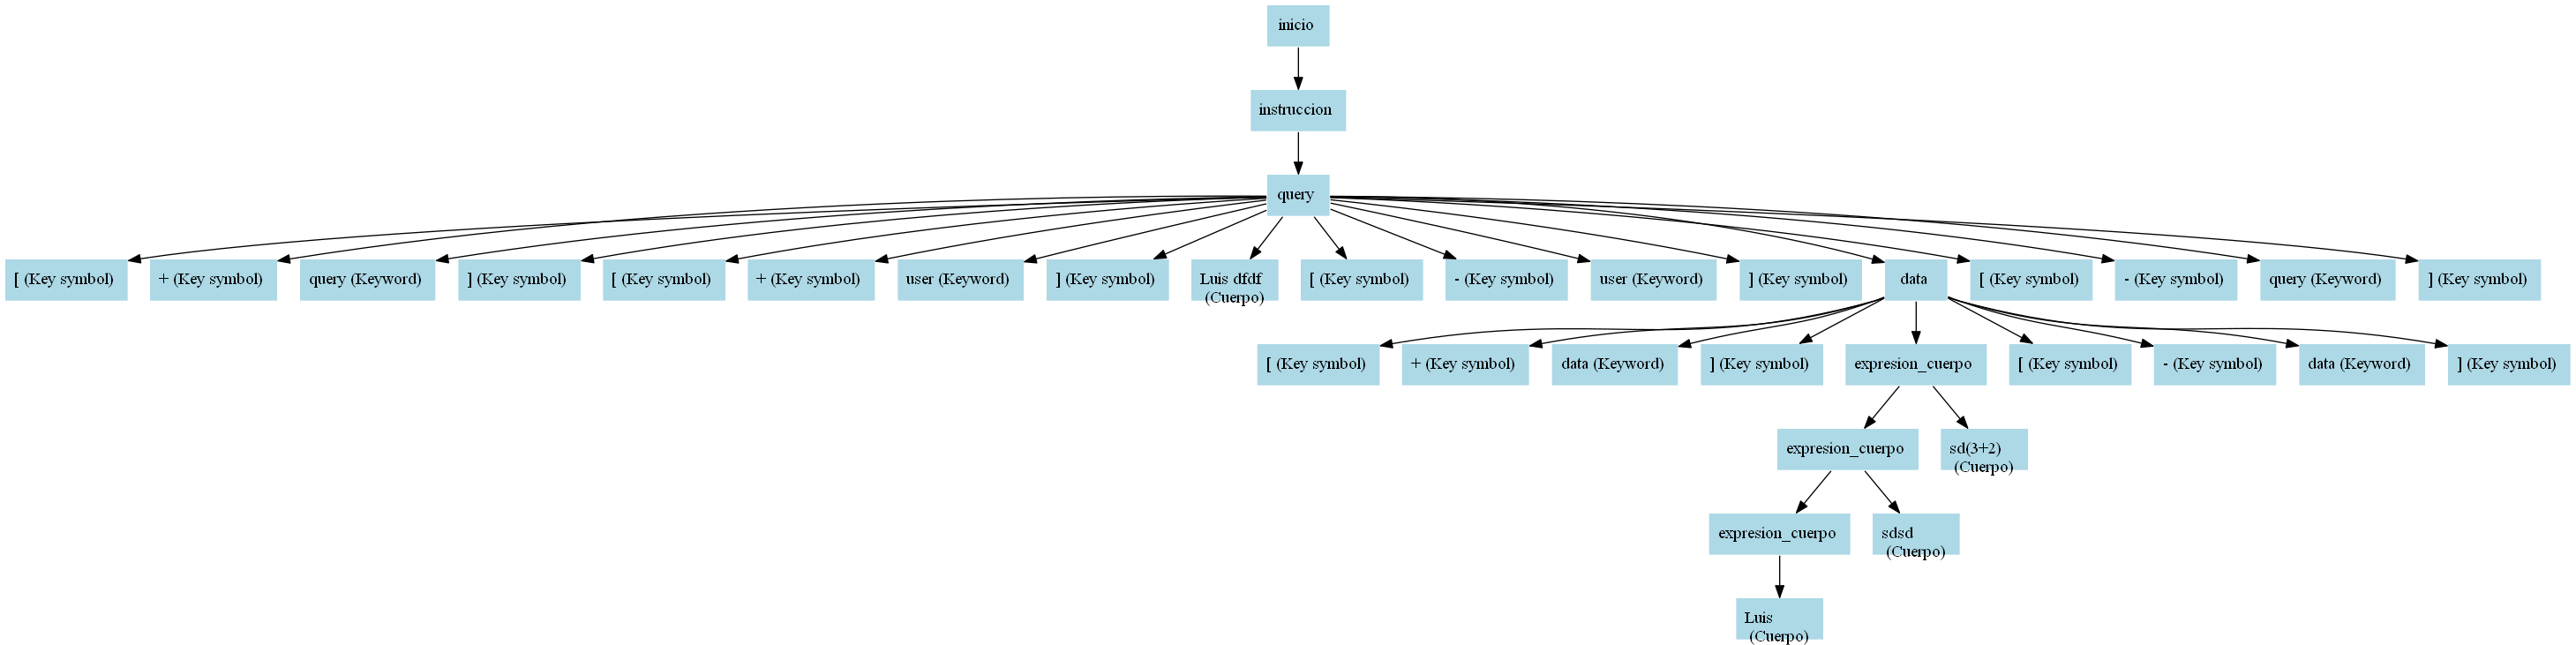 inicio
instruccion
query
[ (Key symbol)
+ (Key symbol)
query (Keyword)
] (Key symbol)
[ (Key symbol)
+ (Key symbol)
user (Keyword)
] (Key symbol)
Luis dfdf
(Cuerpo)
[ (Key symbol)
- (Key symbol)
user (Keyword)
] (Key symbol)
data
[ (Key symbol)
- (Key symbol)
query (Keyword)
] (Key symbol)
[ (Key symbol)
+ (Key symbol)
data (Keyword)
] (Key symbol)
expresion_cuerpo
[ (Key symbol)
- (Key symbol)
data (Keyword)
] (Key symbol)
expresion_cuerpo
sd(3+2)
(Cuerpo)
expresion_cuerpo
sdsd
(Cuerpo)
Luis
(Cuerpo)